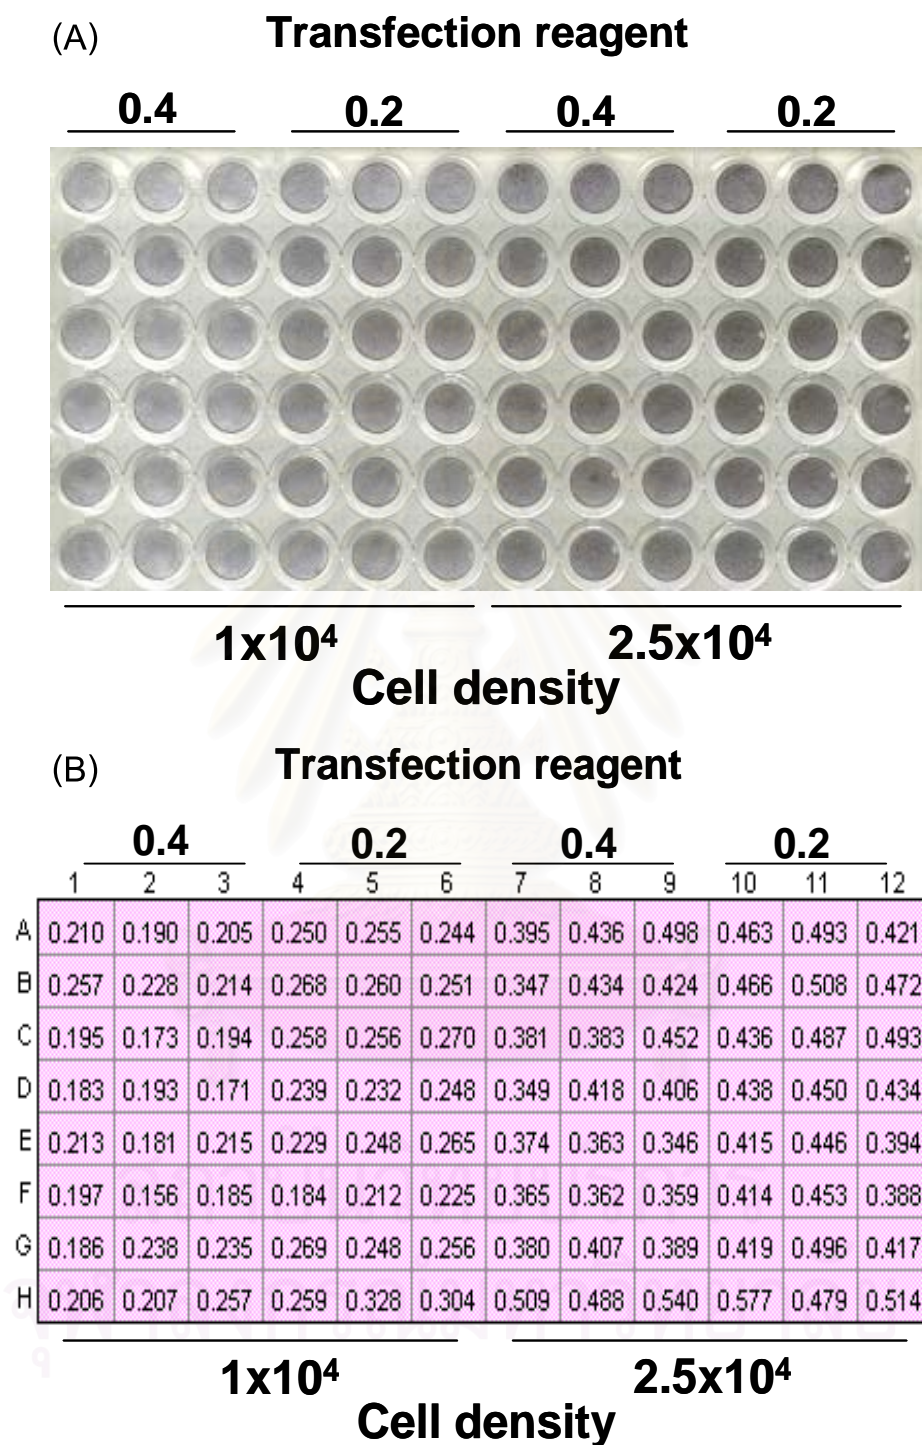 (A) Transfection reagent
0.4 0.2 0.4 0.2
1x10⁴ 2.5x10⁴
Cell density
(B) Transfection reagent
0.4 0.2 0.4 0.2
1 2 3 4 5 6 7 8 9 10 11 12
A 0.210 0.190 0.205 0.250 0.255 0.244 0.395 0.436 0.498 0.463 0.493 0.421
B 0.257 0.228 0.214 0.268 0.260 0.251 0.347 0.434 0.424 0.466 0.508 0.472
C 0.195 0.173 0.194 0.258 0.256 0.270 0.381 0.383 0.452 0.436 0.487 0.493
D 0.183 0.193 0.171 0.239 0.232 0.248 0.349 0.418 0.406 0.438 0.450 0.434
E 0.213 0.181 0.215 0.229 0.248 0.265 0.374 0.363 0.346 0.415 0.446 0.394
F 0.197 0.156 0.185 0.184 0.212 0.225 0.365 0.362 0.359 0.414 0.453 0.388
G 0.186 0.238 0.235 0.269 0.248 0.256 0.380 0.407 0.389 0.419 0.496 0.417
H 0.206 0.207 0.257 0.259 0.328 0.304 0.509 0.488 0.540 0.577 0.479 0.514
1x10⁴ 2.5x10⁴
Cell density